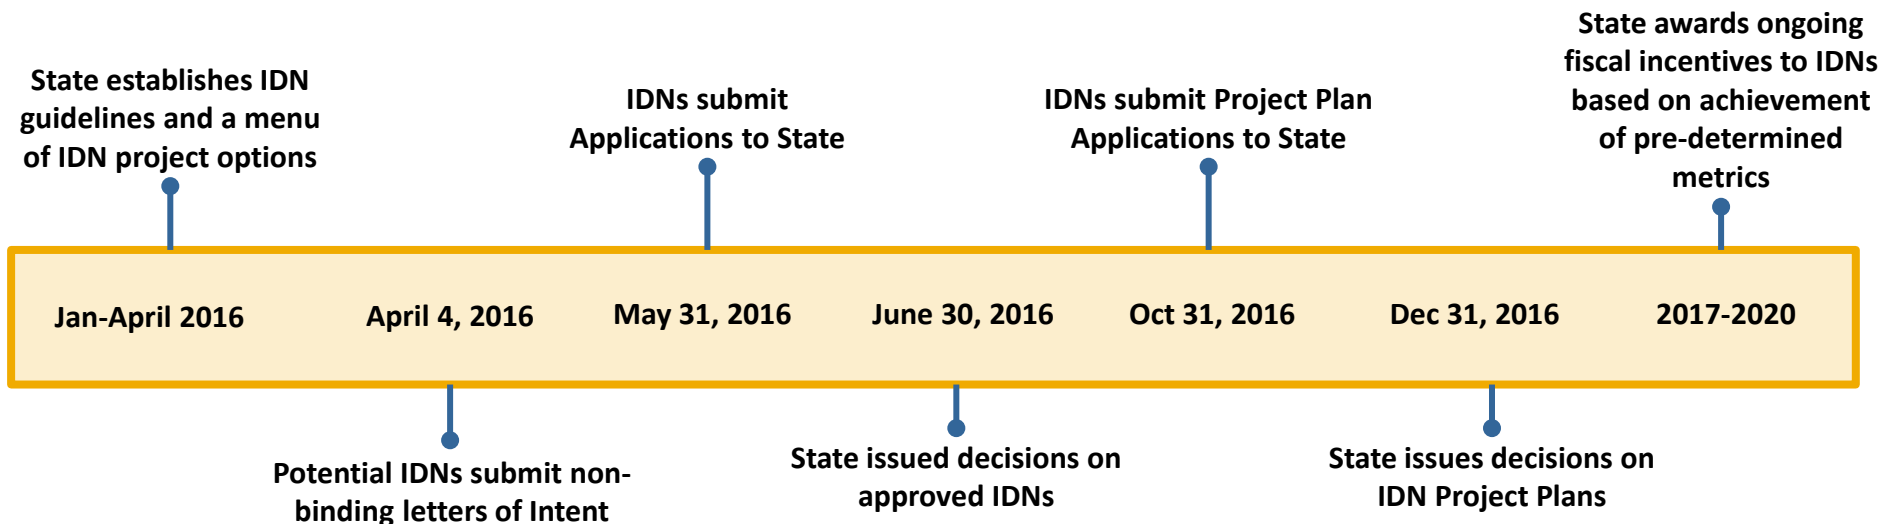 State establishes IDN
guidelines and a menu
of IDN project options
IDNs submit
Applications to State
IDNs submit Project Plan
Applications to State
State awards ongoing
fiscal incentives to IDNs
based on achievement
of pre-determined
metrics
Jan-April 2016
April 4, 2016
May 31, 2016
June 30, 2016
Oct 31, 2016
Dec 31, 2016
2017-2020
Potential IDNs submit non-
binding letters of Intent
State issued decisions on
approved IDNs
State issues decisions on
IDN Project Plans